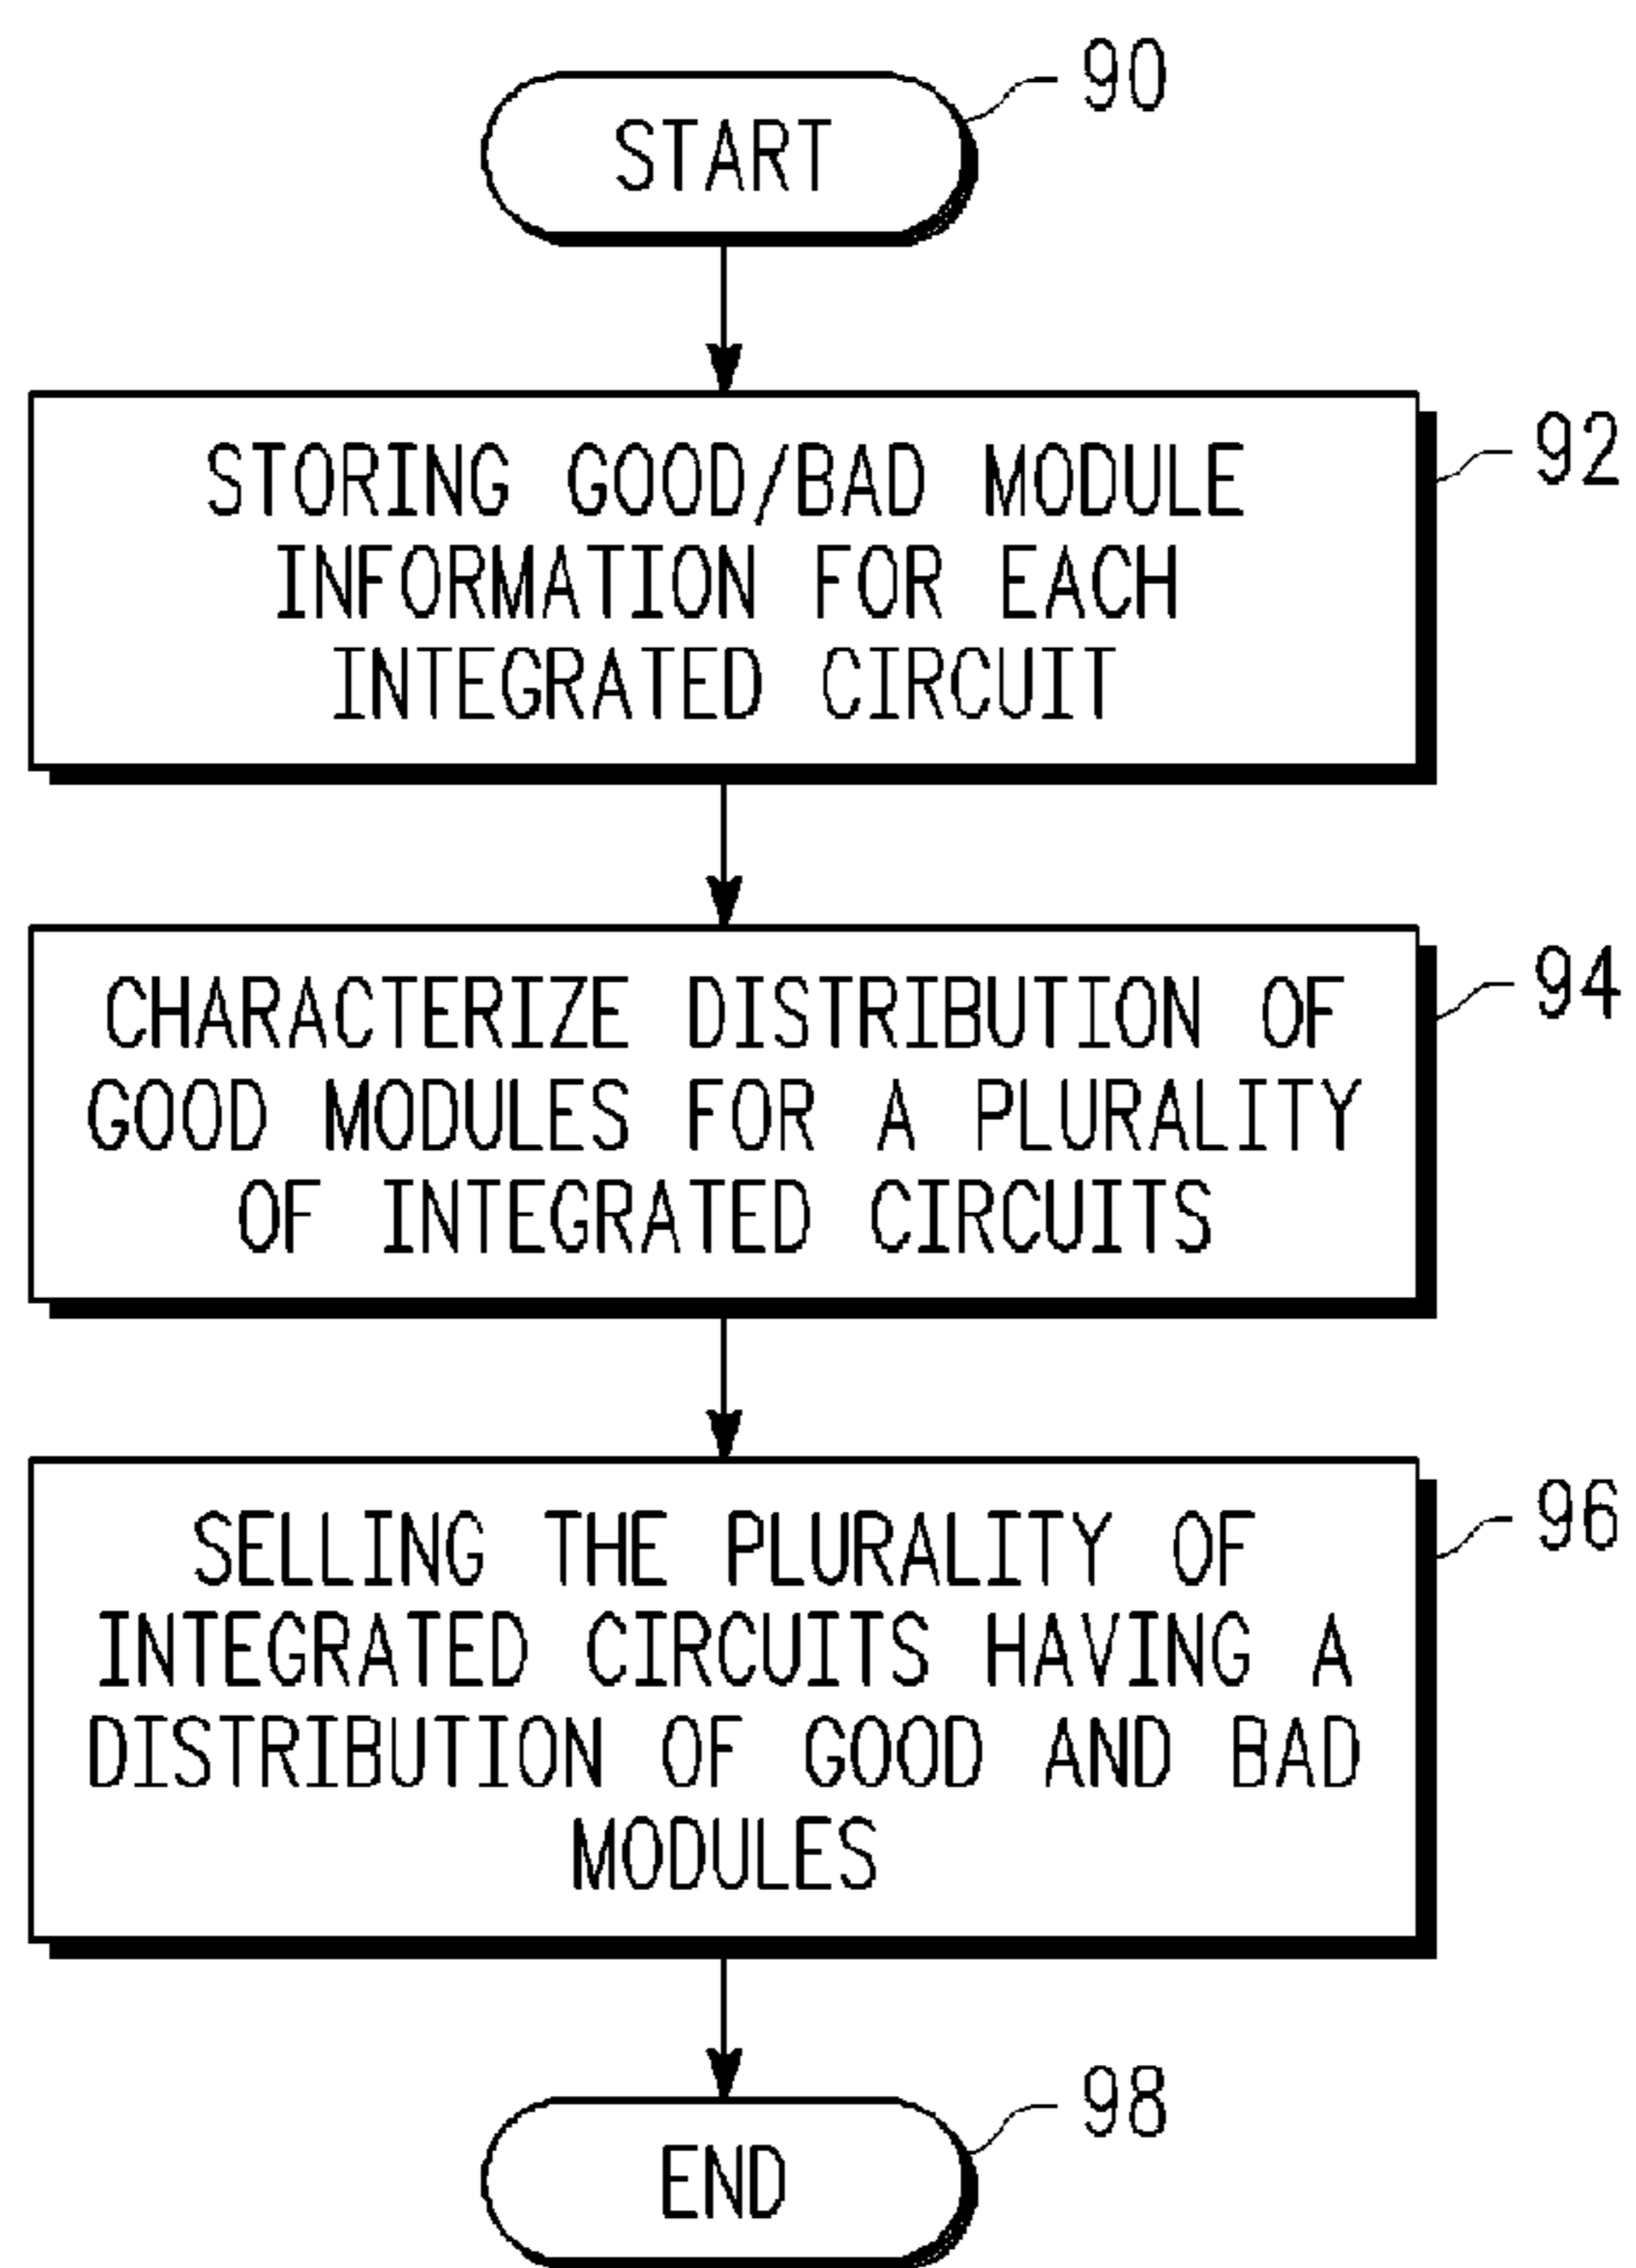 90
START
92
STORING GOOD/BAD MODULE
INFORMATION FOR EACH
INTEGRATED CIRCUIT
94
CHARACTERIZE DISTRIBUTION OF
GOOD MODULES FOR A PLURALITY
OF INTEGRATED CIRCUITS
96
SELLING THE PLURALITY OF
INTEGRATED CIRCUITS HAVING A
DISTRIBUTION OF GOOD AND BAD
MODULES
98
END